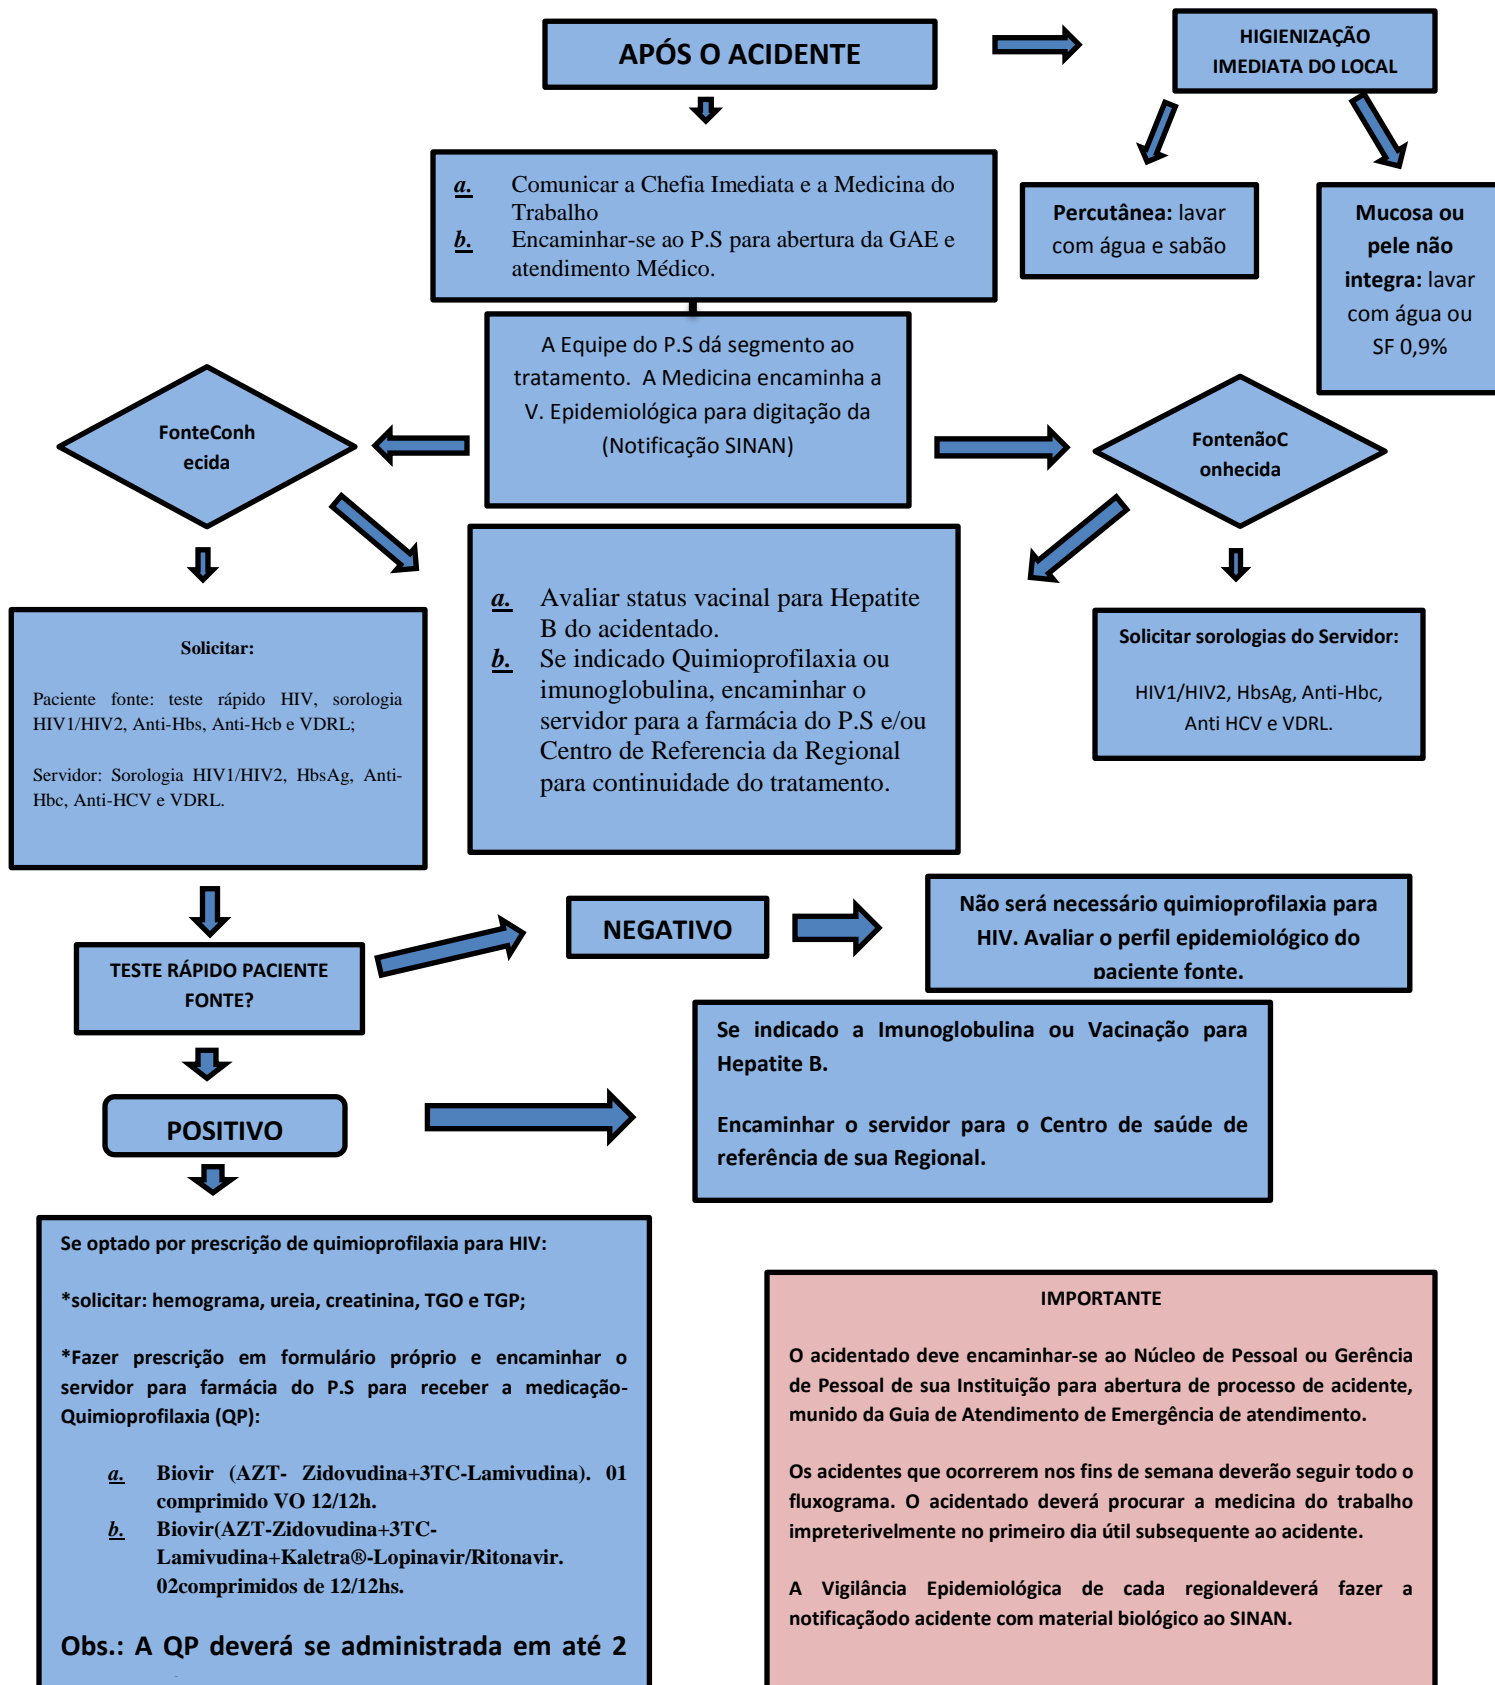 APÓS O ACIDENTE
HIGIENIZAÇÃO
IMEDIATA DO LOCAL
a. Comunicar a Chefia Imediata e a Medicina do
Trabalho
b. Encaminhar-se ao P.S para abertura da GAE e
atendimento Médico.
Percutânea: lavar
com água e sabão
Mucosa ou
pele não
integra: lavar
com água ou
SF 0,9%
A Equipe do P.S dá segmento ao
tratamento. A Medicina encaminha a
V. Epidemiológica para digitação da
(Notificação SINAN)
FonteConh
ecida
FontenãoC
onhecida
Solicitar:
Paciente fonte: teste rápido HIV, sorologia
HIV1/HIV2, Anti-Hbs, Anti-Hcb e VDRL;
Servidor: Sorologia HIV1/HIV2, HbsAg, Anti-
Hbc, Anti-HCV e VDRL.
a. Avaliar status vacinal para Hepatite
B do acidentado.
b. Se indicado Quimioprofilaxia ou
imunoglobulina, encaminhar o
servidor para a farmácia do P.S e/ou
Centro de Referencia da Regional
para continuidade do tratamento.
Solicitar sorologias do Servidor:
HIV1/HIV2, HbsAg, Anti-Hbc,
Anti HCV e VDRL.
TESTE RÁPIDO PACIENTE
FONTE?
NEGATIVO
Não será necessário quimioprofilaxia para
HIV. Avaliar o perfil epidemiológico do
paciente fonte.
POSITIVO
Se indicado a Imunoglobulina ou Vacinação para
Hepatite B.
Encaminhar o servidor para o Centro de saúde de
referência de sua Regional.
Se optado por prescrição de quimioprofilaxia para HIV:
*solicitar: hemograma, ureia, creatinina, TGO e TGP;
*Fazer prescrição em formulário próprio e encaminhar o
servidor para farmácia do P.S para receber a medicação-
Quimioprofilaxia (QP):
a. Biovir (AZT- Zidovudina+3TC-Lamivudina). 01
comprimido VO 12/12h.
b. Biovir(AZT-Zidovudina+3TC-
Lamivudina+Kaletra®-Lopinavir/Ritonavir.
02comprimidos de 12/12hs.
Obs.: A QP deverá se administrada em até 2
IMPORTANTE
O acidentado deve encaminhar-se ao Núcleo de Pessoal ou Gerência
de Pessoal de sua Instituição para abertura de processo de acidente,
munido da Guia de Atendimento de Emergência de atendimento.
Os acidentes que ocorrerem nos fins de semana deverão seguir todo o
fluxograma. O acidentado deverá procurar a medicina do trabalho
impreterivelmente no primeiro dia útil subsequente ao acidente.
A Vigilância Epidemiológica de cada regionaldeverá fazer a
notificaçãodo acidente com material biológico ao SINAN.